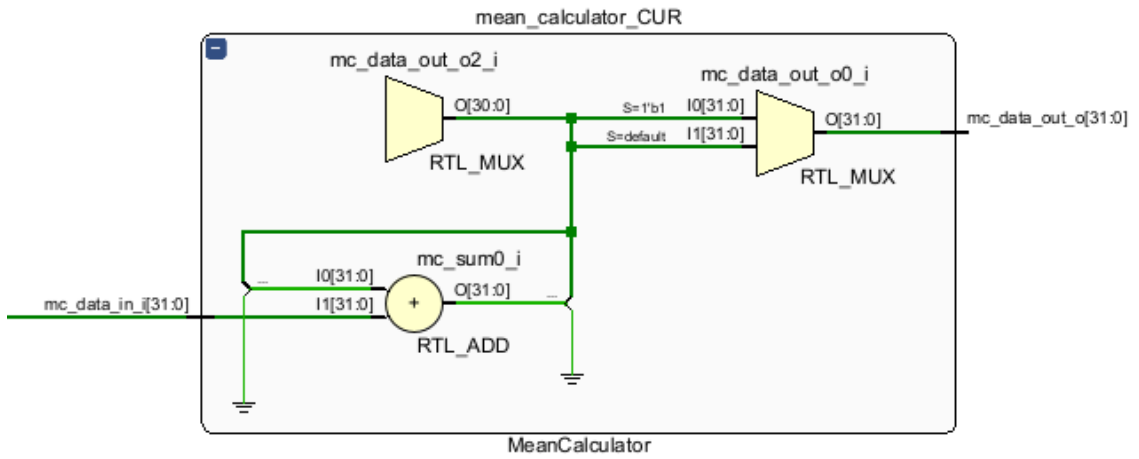 mean_calculator_CUR
mc_data_out_o2_i
mc_data_out_o0_i
O[30:0]
S=1'b1
I0[31:0]
O[31:0]
mc_data_out_o[31:0]
S=default
I1[31:0]
RTL_MUX
RTL_MUX
mc_sum0_i
...
I0[31:0]
O[31:0]
...
mc_data_in_i[31:0]
I1[31:0]
+
RTL_ADD
MeanCalculator